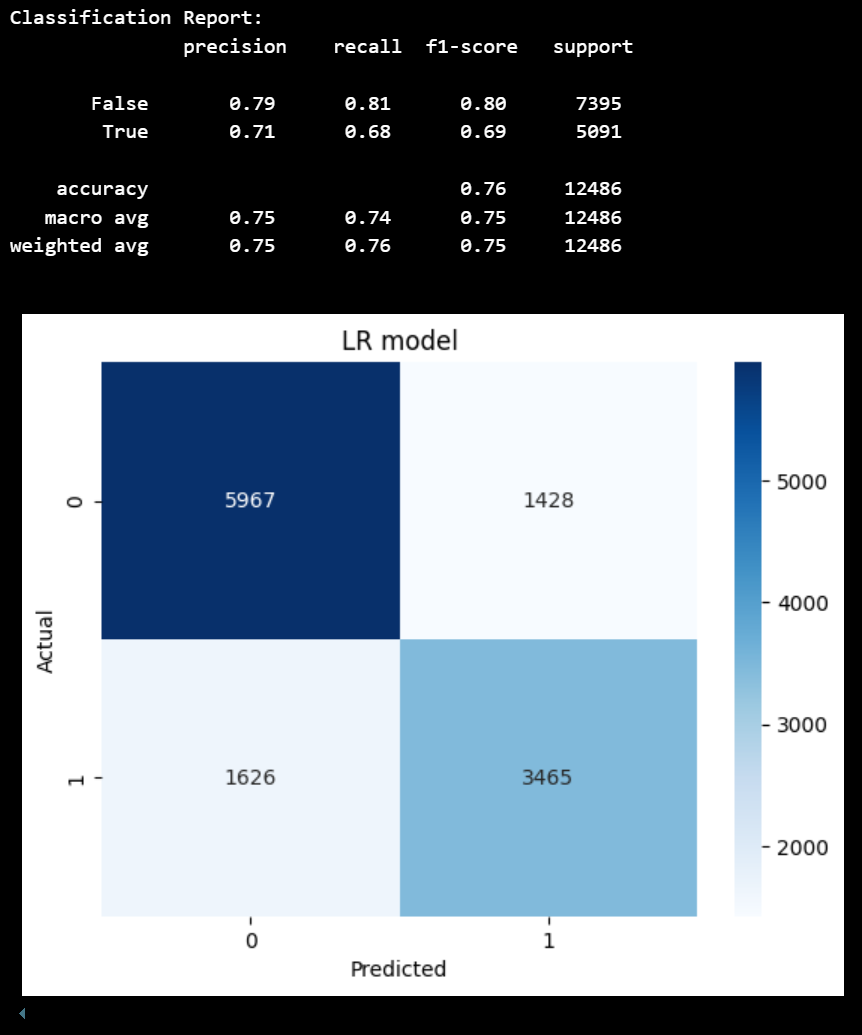 Classification Report:
precision recall f1-score support
False 0.79 0.81 0.80 7395
True 0.71 0.68 0.69 5091
accuracy 0.76 12486
macro avg 0.75 0.74 0.75 12486
weighted avg 0.75 0.76 0.75 12486
LR model
0 5967 1428
5000
4000
Actual
3000
1 1626 3465
2000
0 1
Predicted